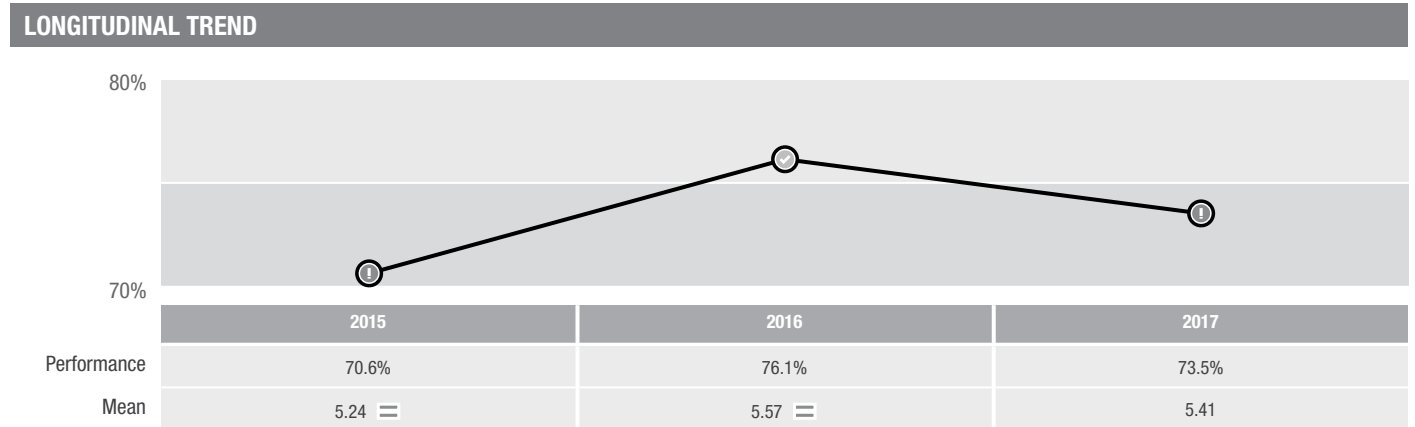 LONGITUDINAL TREND
80%
70%
2015 2016 2017
Performance 70.6% 76.1% 73.5%
Mean 5.24 = 5.57 = 5.41